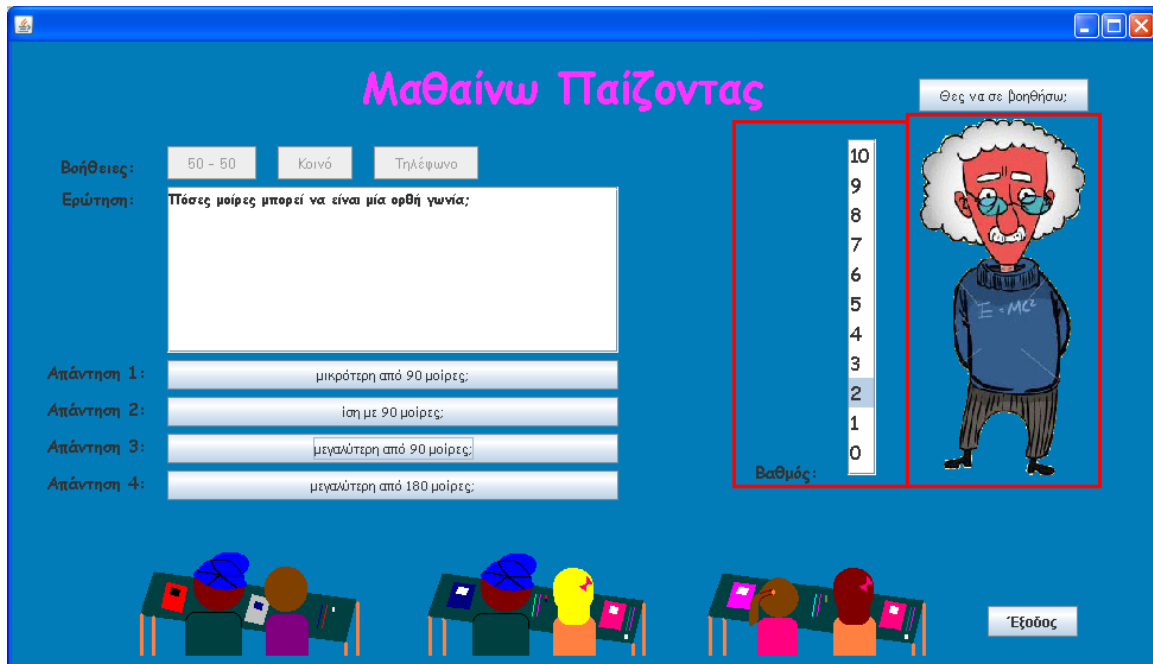 Μαθαίνω Παίζοντας
Θες να σε βοηθήσω;
Βοήθειες:
50 - 50
Κοινό
Τηλέφωνο
Ερώτηση:
Πόσες μοίρες μπορεί να είναι μία ορθή γωνία;
Απάντηση 1:
μικρότερη από 90 μοίρες;
Απάντηση 2:
ίση με 90 μοίρες;
Απάντηση 3:
μεγαλύτερη από 90 μοίρες;
Απάντηση 4:
μεγαλύτερη από 180 μοίρες;
10
9
8
7
6
5
4
3
2
1
0
Βαθμός:
E = MC²
Έξοδος